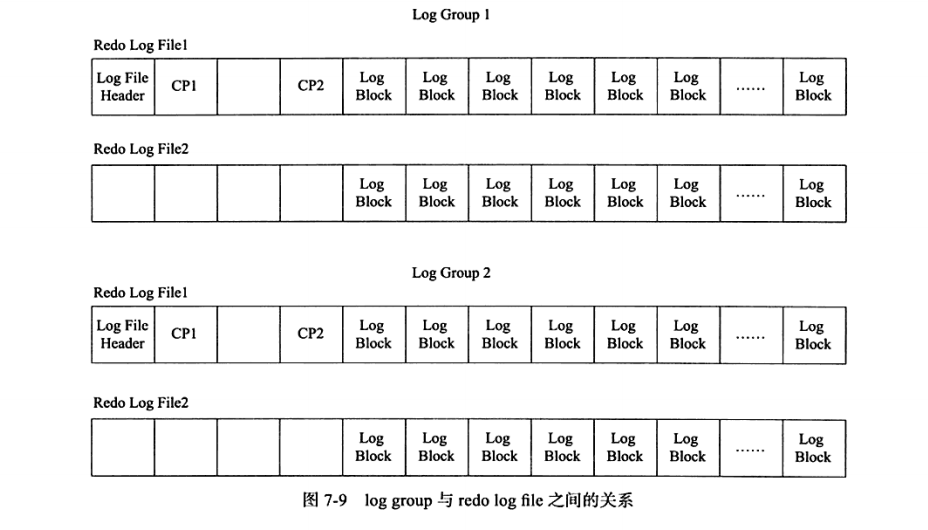 Log Group 1
Redo Log File1
Log File Header CP1 CP2 Log Block Log Block Log Block Log Block Log Block Log Block …… Log Block
Redo Log File2
Log Block Log Block Log Block Log Block Log Block Log Block …… Log Block
Log Group 2
Redo Log File1
Log File Header CP1 CP2 Log Block Log Block Log Block Log Block Log Block Log Block …… Log Block
Redo Log File2
Log Block Log Block Log Block Log Block Log Block Log Block …… Log Block
图 7-9 log group 与 redo log file 之间的关系